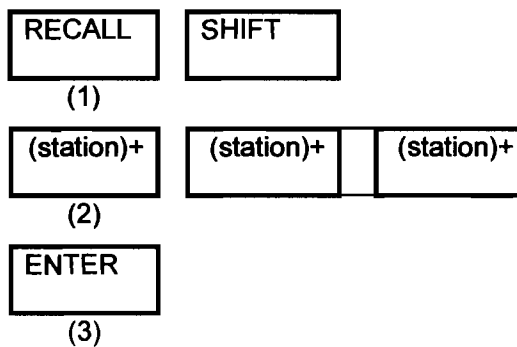 RECALL SHIFT
(1)
(station)+ (station)+ (station)+
(2)
ENTER
(3)